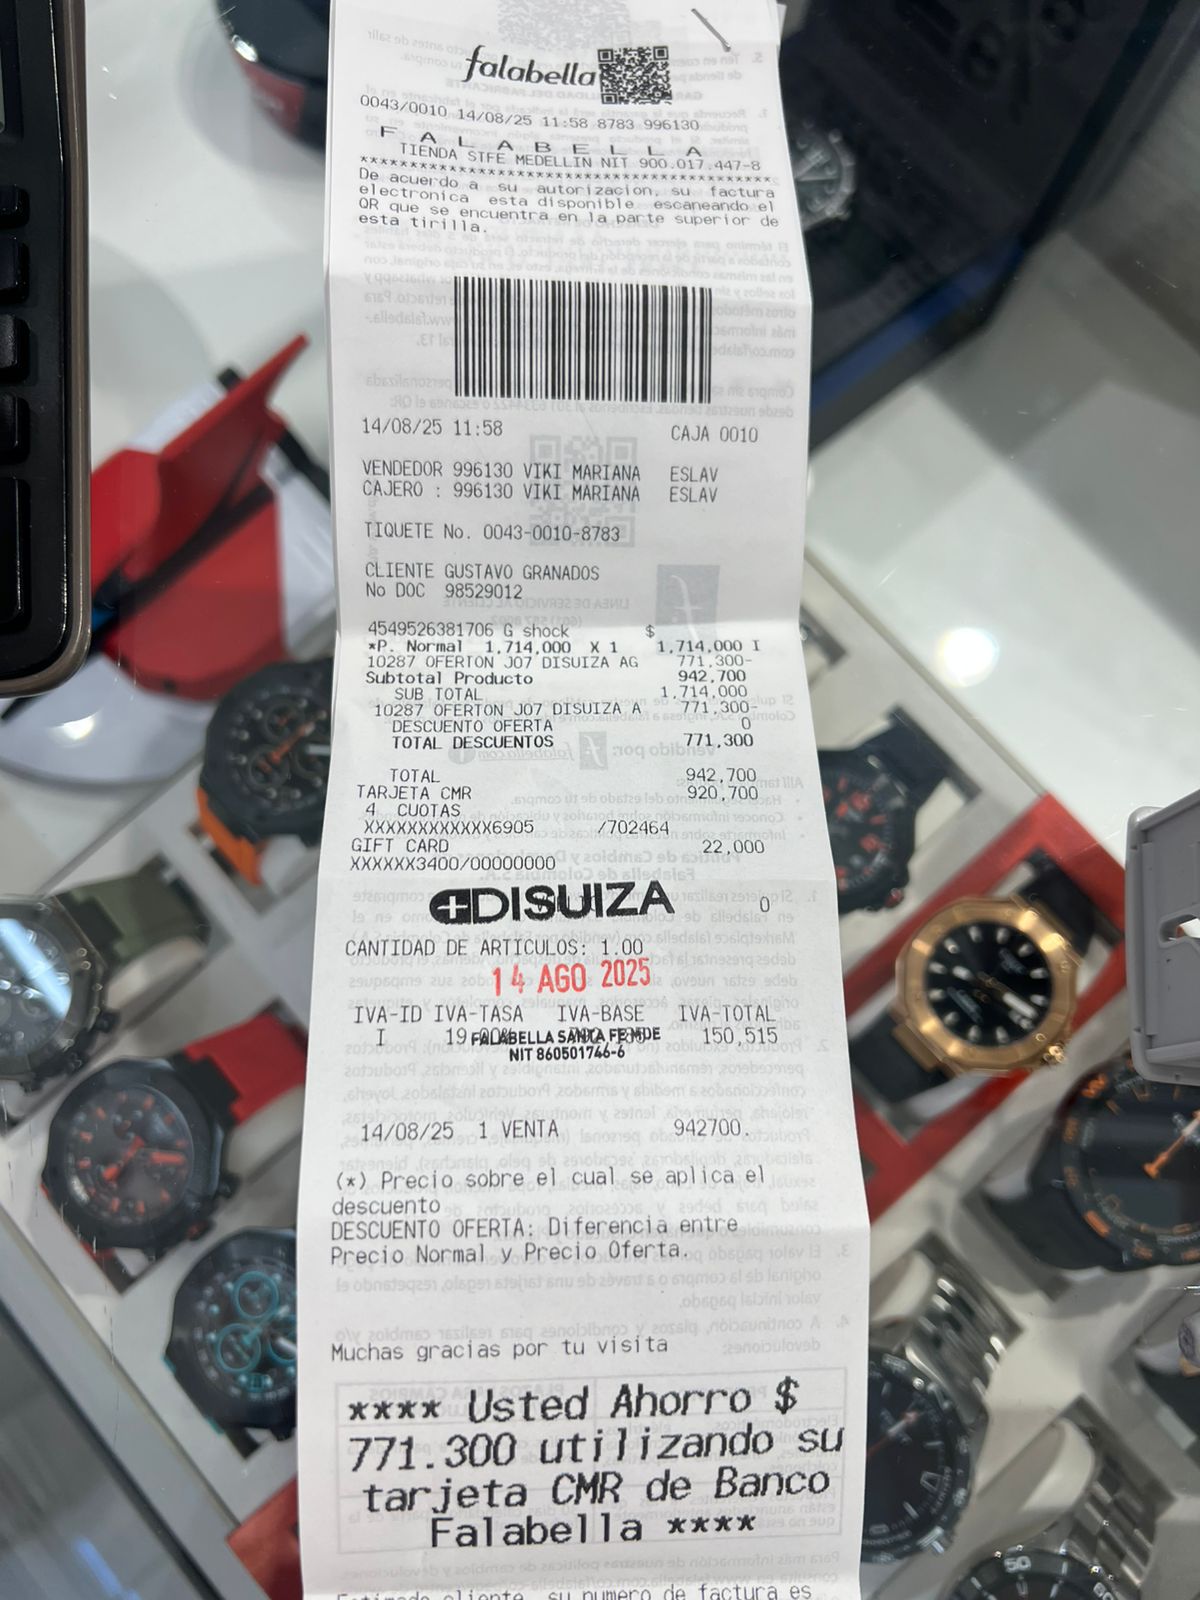 falabella
0043/0010 14/08/25 11:58 8783 996130
F A L A B E L L A
TIENDA STFE MEDELLIN NIT 900.017.447-8
****************************************
De acuerdo a su autorizacion, su factura
electronica esta disponible escaneando el
QR que se encuentra en la parte superior de
esta tirilla.
14/08/25 11:58 CAJA 0010
VENDEDOR 996130 VIKI MARIANA ESLAV
CAJERO : 996130 VIKI MARIANA ESLAV
TIQUETE No. 0043-0010-8783
CLIENTE GUSTAVO GRANADOS
No DOC 98529012
4549526381706 G shock $
*P. Normal 1,714,000 X 1 1,714,000 I
10287 OFERTON J07 DISUIZA AG 771,300-
Subtotal Producto 942,700
SUB TOTAL 1,714,000
10287 OFERTON J07 DISUIZA A 771,300-
DESCUENTO OFERTA 0
TOTAL DESCUENTOS 771,300
TOTAL 942,700
TARJETA CMR 920,700
4 CUOTAS
XXXXXXXXXXXX6905 /702464
GIFT CARD 22,000
XXXXXX3400/00000000
DISUIZA 0
CANTIDAD DE ARTICULOS: 1.00
14 AGO 2025
IVA-ID IVA-TASA IVA-BASE IVA-TOTAL
I 150,515
FALABELLA SANTA FE MDE
NIT 860501746-6
14/08/25 1 VENTA 942700.
(*) Precio sobre el cual se aplica el
descuento
DESCUENTO OFERTA: Diferencia entre
Precio Normal y Precio Oferta.
Muchas gracias por tu visita
**** Usted Ahorro $
771.300 utilizando su
tarjeta CMR de Banco
Falabella ****
Estimado cliente, su numero de factura es